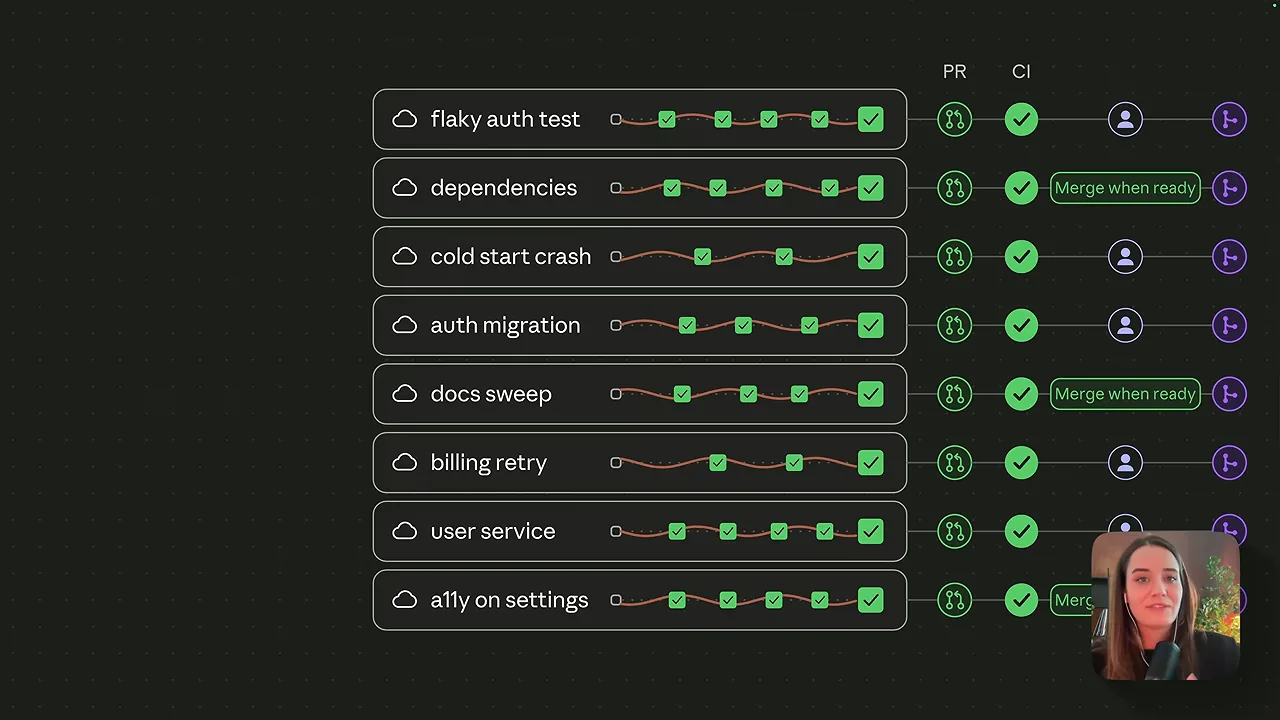 PR CI
flaky auth test
dependencies Merge when ready
cold start crash
auth migration
docs sweep Merge when ready
billing retry
user service
a11y on settings Merg